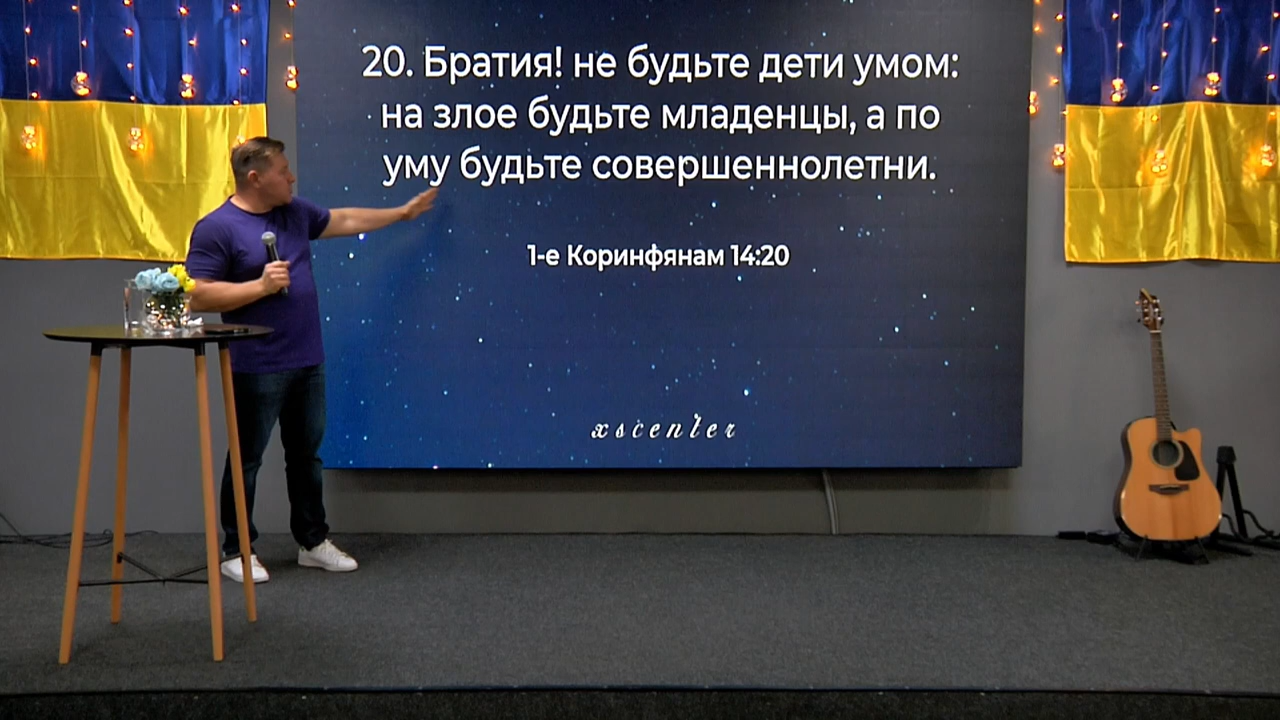 20. Братия! не будьте дети умом:
на злое будьте младенцы, а по
уму будьте совершеннолетни.
1-е Коринфянам 14:20
xscenter